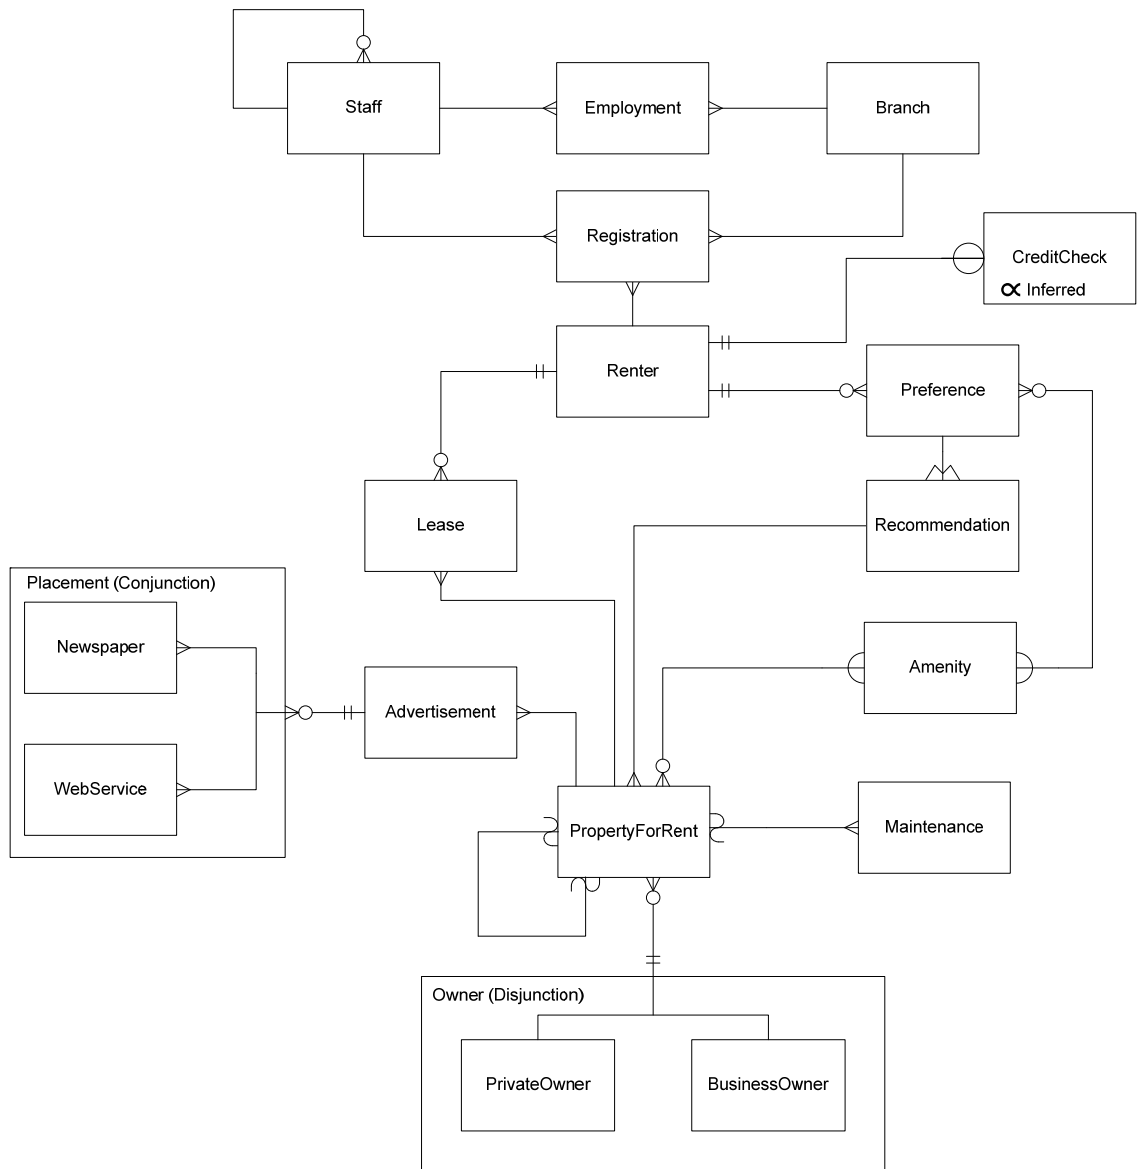 Staff
Employment
Branch
Registration
CreditCheck
∝ Inferred
Renter
Preference
Lease
Recommendation
Placement (Conjunction)
Newspaper
Amenity
Advertisement
WebService
PropertyForRent
Maintenance
Owner (Disjunction)
PrivateOwner
BusinessOwner